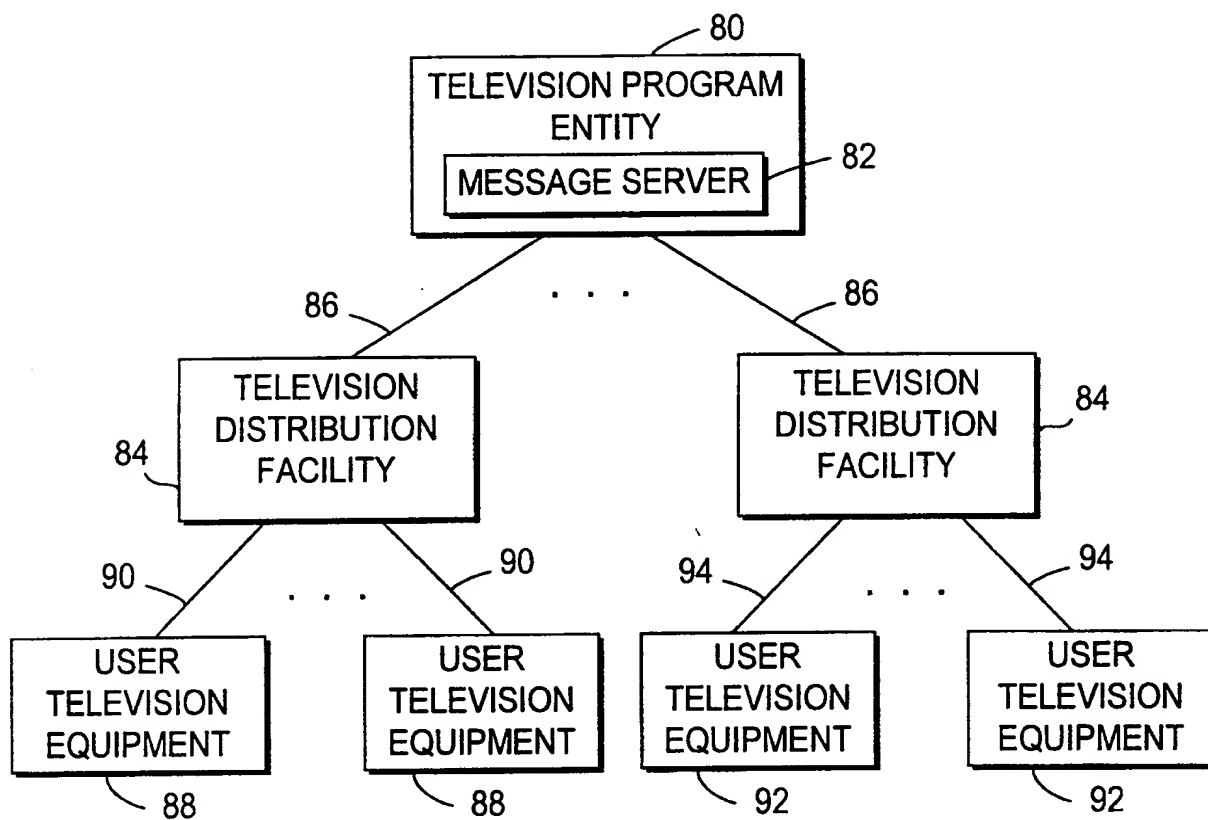 80
TELEVISION PROGRAM
ENTITY
MESSAGE SERVER
82
86
. . .
86
TELEVISION
DISTRIBUTION
FACILITY
84
TELEVISION
DISTRIBUTION
FACILITY
84
90
. . .
90
94
. . .
94
USER
TELEVISION
EQUIPMENT
88
USER
TELEVISION
EQUIPMENT
88
USER
TELEVISION
EQUIPMENT
92
USER
TELEVISION
EQUIPMENT
92